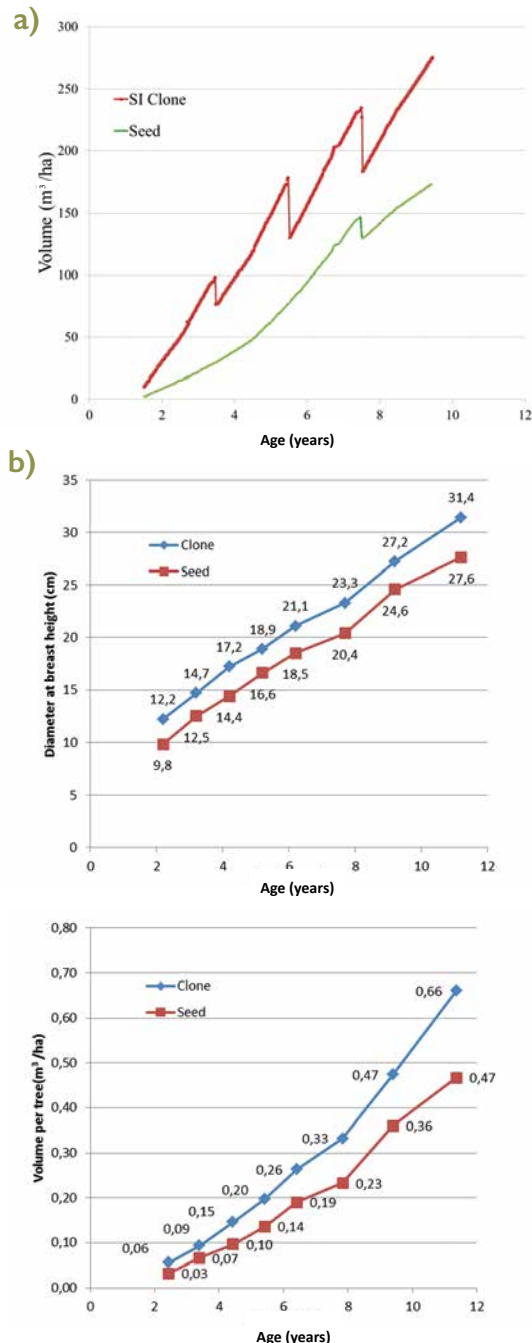 a)
300
250
200
150
100
50
0
Volume (m³/ha)
SI Clone
Seed
0 2 4 6 8 10 12
Age (years)
b)
35
30
25
20
15
10
5
0
Diameter at breast height (cm)
Clone
Seed
12,2 14,7 17,2 18,9 21,1 23,3 27,2 31,4
9,8 12,5 14,4 16,6 18,5 20,4 24,6 27,6
0 2 4 6 8 10 12
Age (years)
0,80
0,70
0,60
0,50
0,40
0,30
0,20
0,10
0,00
Volume per tree(m³/ha)
Clone
Seed
0,06 0,09 0,15 0,20 0,26 0,33 0,47 0,66
0,03 0,07 0,10 0,14 0,19 0,23 0,36 0,47
0 2 4 6 8 10 12
Age (years)